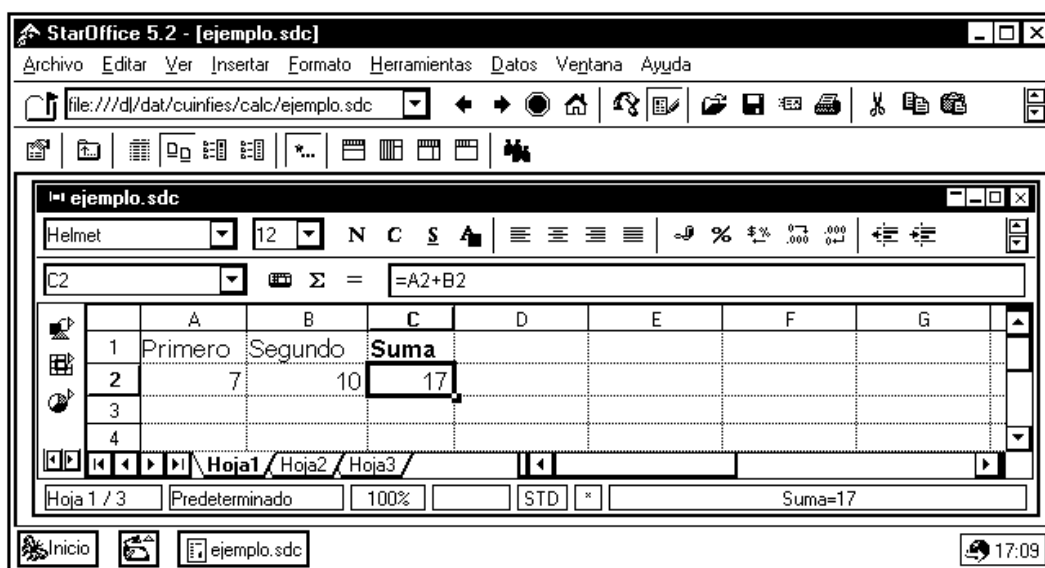 StarOffice 5.2 - [ejemplo.sdc]
Archivo Editar Ver Insertar Formato Herramientas Datos Ventana Ayuda
file:///d|/dat/cuinfies/calc/ejemplo.sdc
ejemplo.sdc
Helmet 12 N C S A % $% .000 .000
C2 Σ = =A2+B2
A B C D E F G
1 Primero Segundo Suma
2 7 10 17
3
4
Hoja1 Hoja2 Hoja3
Hoja 1 / 3 Predeterminado 100% STD * Suma=17
Inicio ejemplo.sdc 17:09